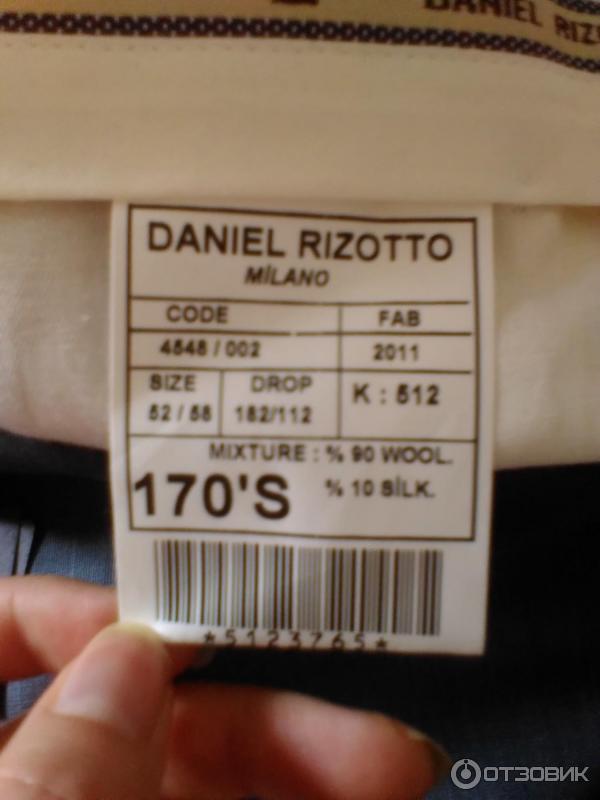 DANIEL RIZ
DANIEL RIZOTTO
MİLANO
CODE FAB
4548 / 002 2011
SIZE DROP K : 512
52 / 58 182/112
MIXTURE : % 90 WOOL.
170'S % 10 SİLK.
*5123765*
ОТЗОВИК